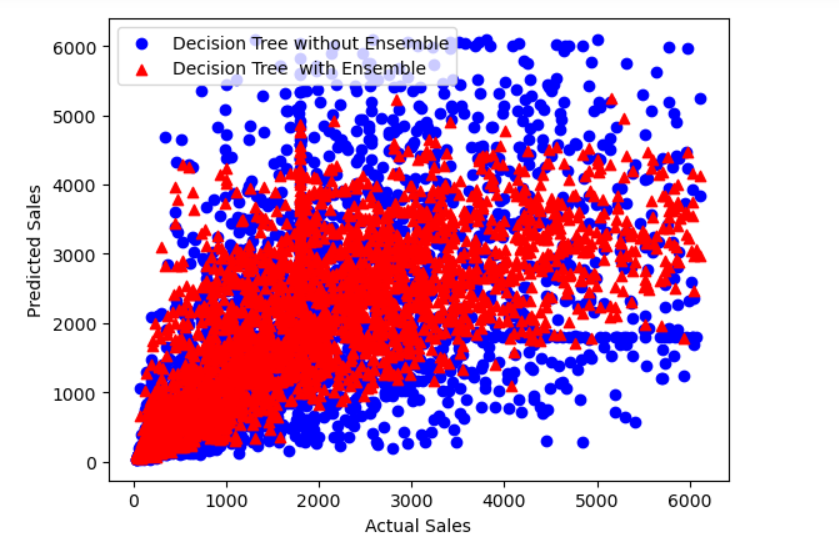 Decision Tree without Ensemble
Decision Tree  with Ensemble
6000
5000
4000
3000
2000
1000
0
Predicted Sales
0 1000 2000 3000 4000 5000 6000
Actual Sales